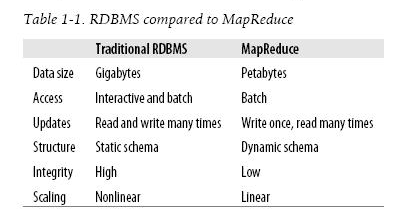 Table 1-1. RDBMS compared to MapReduce
Traditional RDBMS MapReduce
Data size Gigabytes Petabytes
Access Interactive and batch Batch
Updates Read and write many times Write once, read many times
Structure Static schema Dynamic schema
Integrity High Low
Scaling Nonlinear Linear